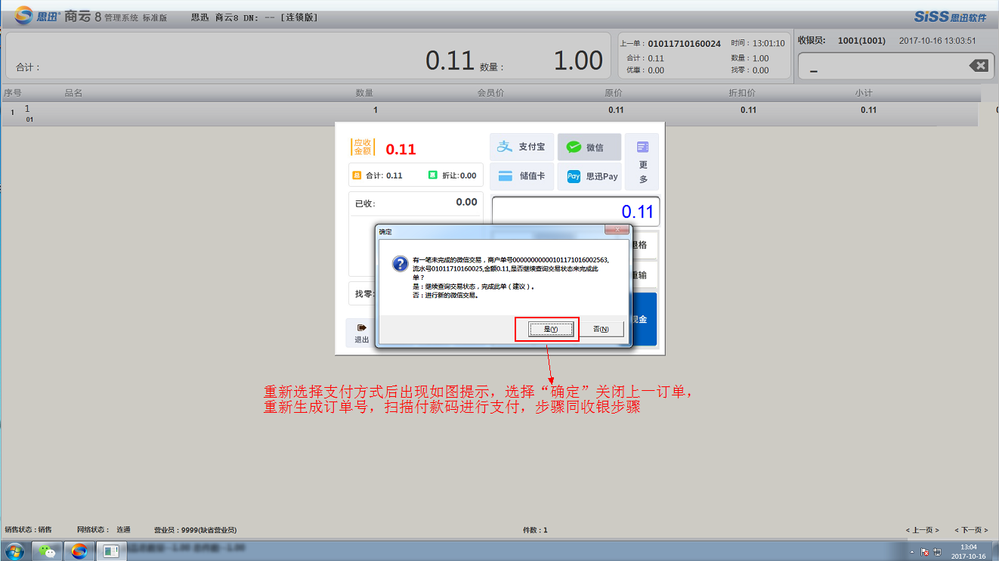 思迅 商云 8 管理系统 标准版 思迅 商云8 DN: -- [连锁版] SiSS 思迅软件
合计： 0.11 数量： 1.00
上一单：01011710160024 时间：13:01:10
合计：0.11 数量：1.00
优惠：0.00 找零：0.00
收银员: 1001(1001) 2017-10-16 13:03:51
序号 品名 数量 会员价 原价 折扣价 小计
1 1 1 0.11 0.11 0.11
01
应收
金额 0.11
合计: 0.11 折让:0.00
已收: 0.00
找零:
退出
支付宝 微信
储值卡 Pay 思迅Pay
更
多
0.11
退格
重输
现金
确定
有一笔未完成的微信交易，商户单号00000000000101171016002563,
流水号01011710160025,金额0.11,是否继续查询交易状态来完成此
单？
是：继续查询交易状态，完成此单（建议）。
否：进行新的微信交易。
是(Y) 否(N)
重新选择支付方式后出现如图提示，选择“确定”关闭上一订单，
重新生成订单号，扫描付款码进行支付，步骤同收银步骤
销售状态：销售 网络状态： 连通 营业员：9999(缺省营业员) 件数：1 < 上一页 > < 下一页 >
13:04
2017-10-16